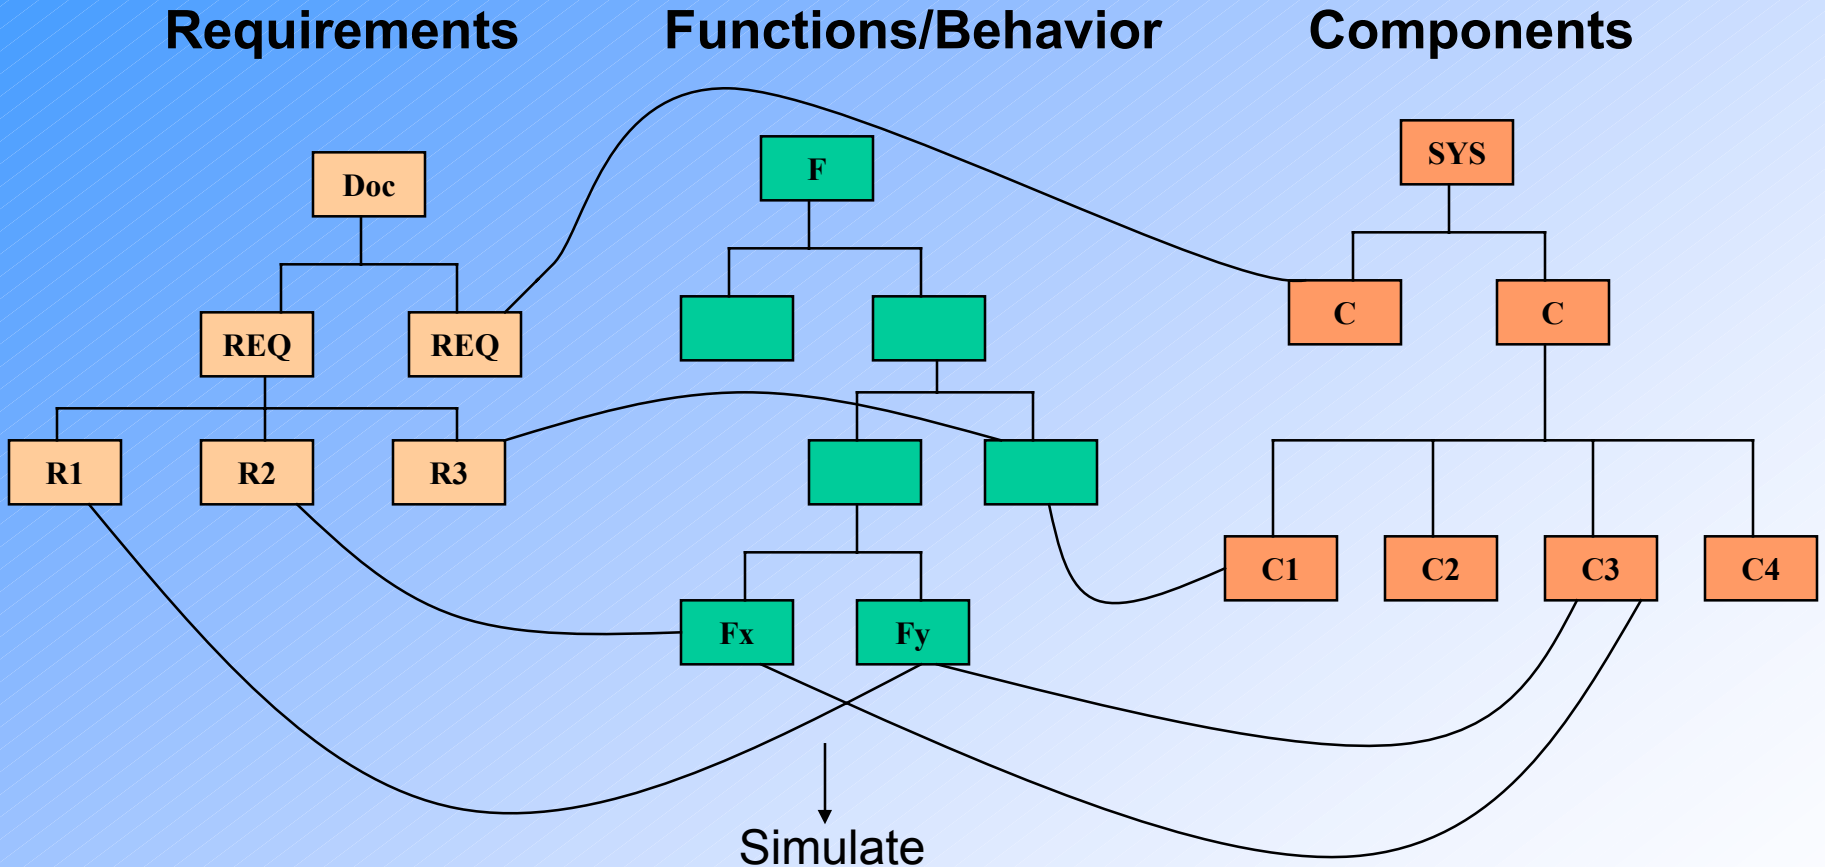 Requirements
Functions/Behavior
Components
Doc
REQ
REQ
R1
R2
R3
F
Fx
Fy
Simulate
SYS
C
C
C1
C2
C3
C4